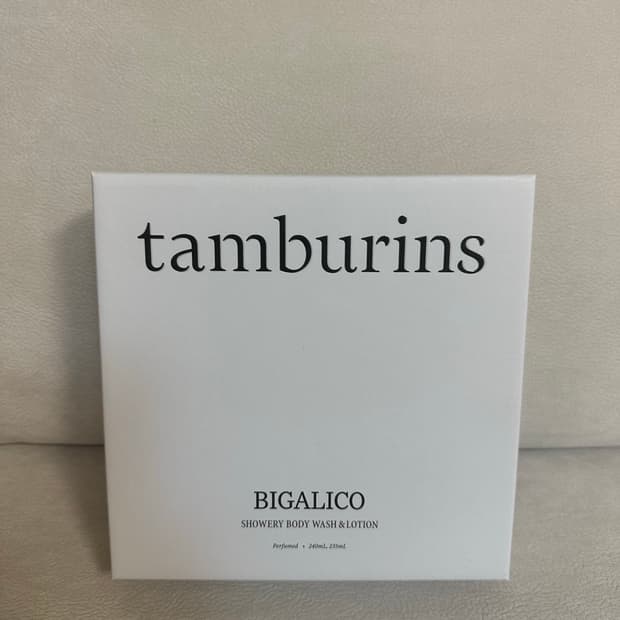 tamburins
BIGALICO
SHOWERY BODY WASH & LOTION
Perfumed • 240mL, 235mL